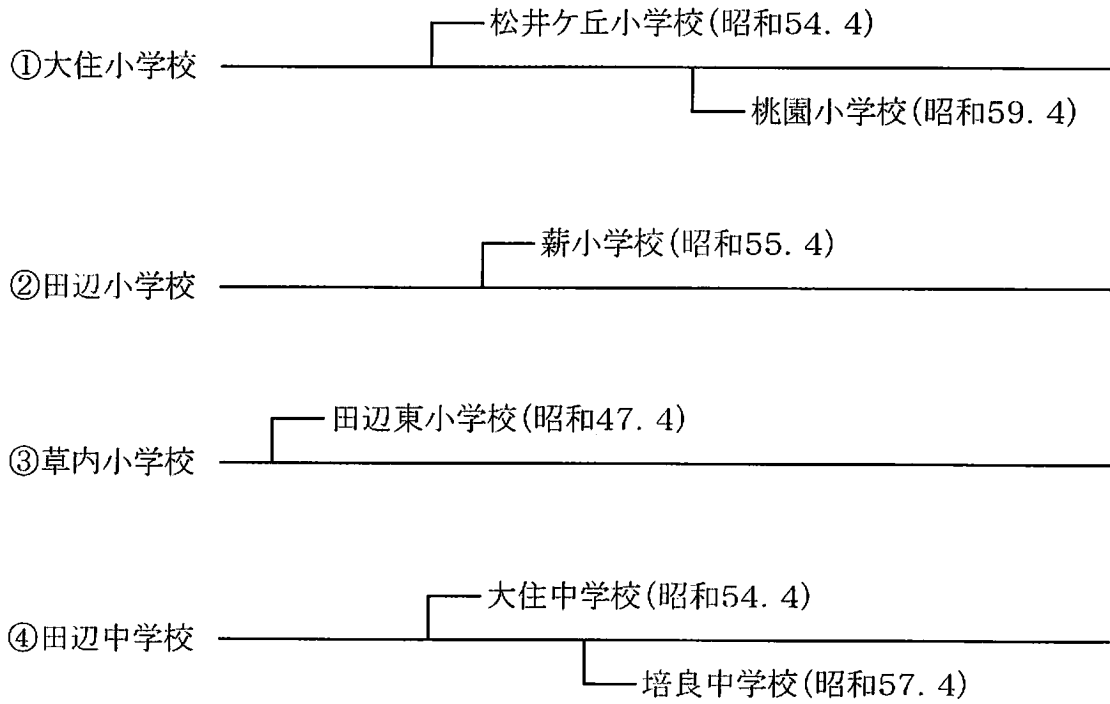 松井ケ丘小学校(昭和54. 4)
①大住小学校
桃園小学校(昭和59. 4)
薪小学校(昭和55. 4)
②田辺小学校
田辺東小学校(昭和47. 4)
③草内小学校
大住中学校(昭和54. 4)
④田辺中学校
培良中学校(昭和57. 4)